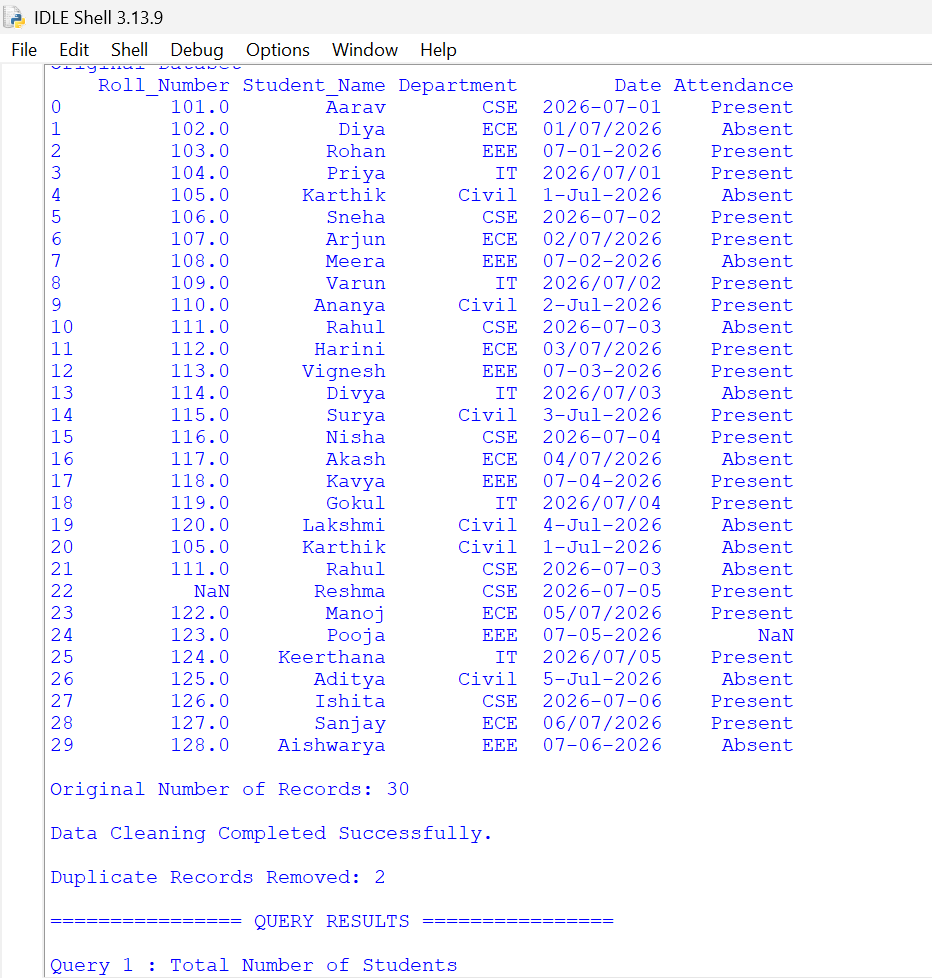 IDLE Shell 3.13.9
File Edit Shell Debug Options Window Help
Original Dataset
Roll_Number Student_Name Department Date Attendance
0 101.0 Aarav CSE 2026-07-01 Present
1 102.0 Diya ECE 01/07/2026 Absent
2 103.0 Rohan EEE 07-01-2026 Present
3 104.0 Priya IT 2026/07/01 Present
4 105.0 Karthik Civil 1-Jul-2026 Absent
5 106.0 Sneha CSE 2026-07-02 Present
6 107.0 Arjun ECE 02/07/2026 Present
7 108.0 Meera EEE 07-02-2026 Absent
8 109.0 Varun IT 2026/07/02 Present
9 110.0 Ananya Civil 2-Jul-2026 Present
10 111.0 Rahul CSE 2026-07-03 Absent
11 112.0 Harini ECE 03/07/2026 Present
12 113.0 Vignesh EEE 07-03-2026 Present
13 114.0 Divya IT 2026/07/03 Absent
14 115.0 Surya Civil 3-Jul-2026 Present
15 116.0 Nisha CSE 2026-07-04 Present
16 117.0 Akash ECE 04/07/2026 Absent
17 118.0 Kavya EEE 07-04-2026 Present
18 119.0 Gokul IT 2026/07/04 Present
19 120.0 Lakshmi Civil 4-Jul-2026 Absent
20 105.0 Karthik Civil 1-Jul-2026 Absent
21 111.0 Rahul CSE 2026-07-03 Absent
22 NaN Reshma CSE 2026-07-05 Present
23 122.0 Manoj ECE 05/07/2026 Present
24 123.0 Pooja EEE 07-05-2026 NaN
25 124.0 Keerthana IT 2026/07/05 Present
26 125.0 Aditya Civil 5-Jul-2026 Absent
27 126.0 Ishita CSE 2026-07-06 Present
28 127.0 Sanjay ECE 06/07/2026 Present
29 128.0 Aishwarya EEE 07-06-2026 Absent
Original Number of Records: 30
Data Cleaning Completed Successfully.
Duplicate Records Removed: 2
================ QUERY RESULTS ================
Query 1 : Total Number of Students